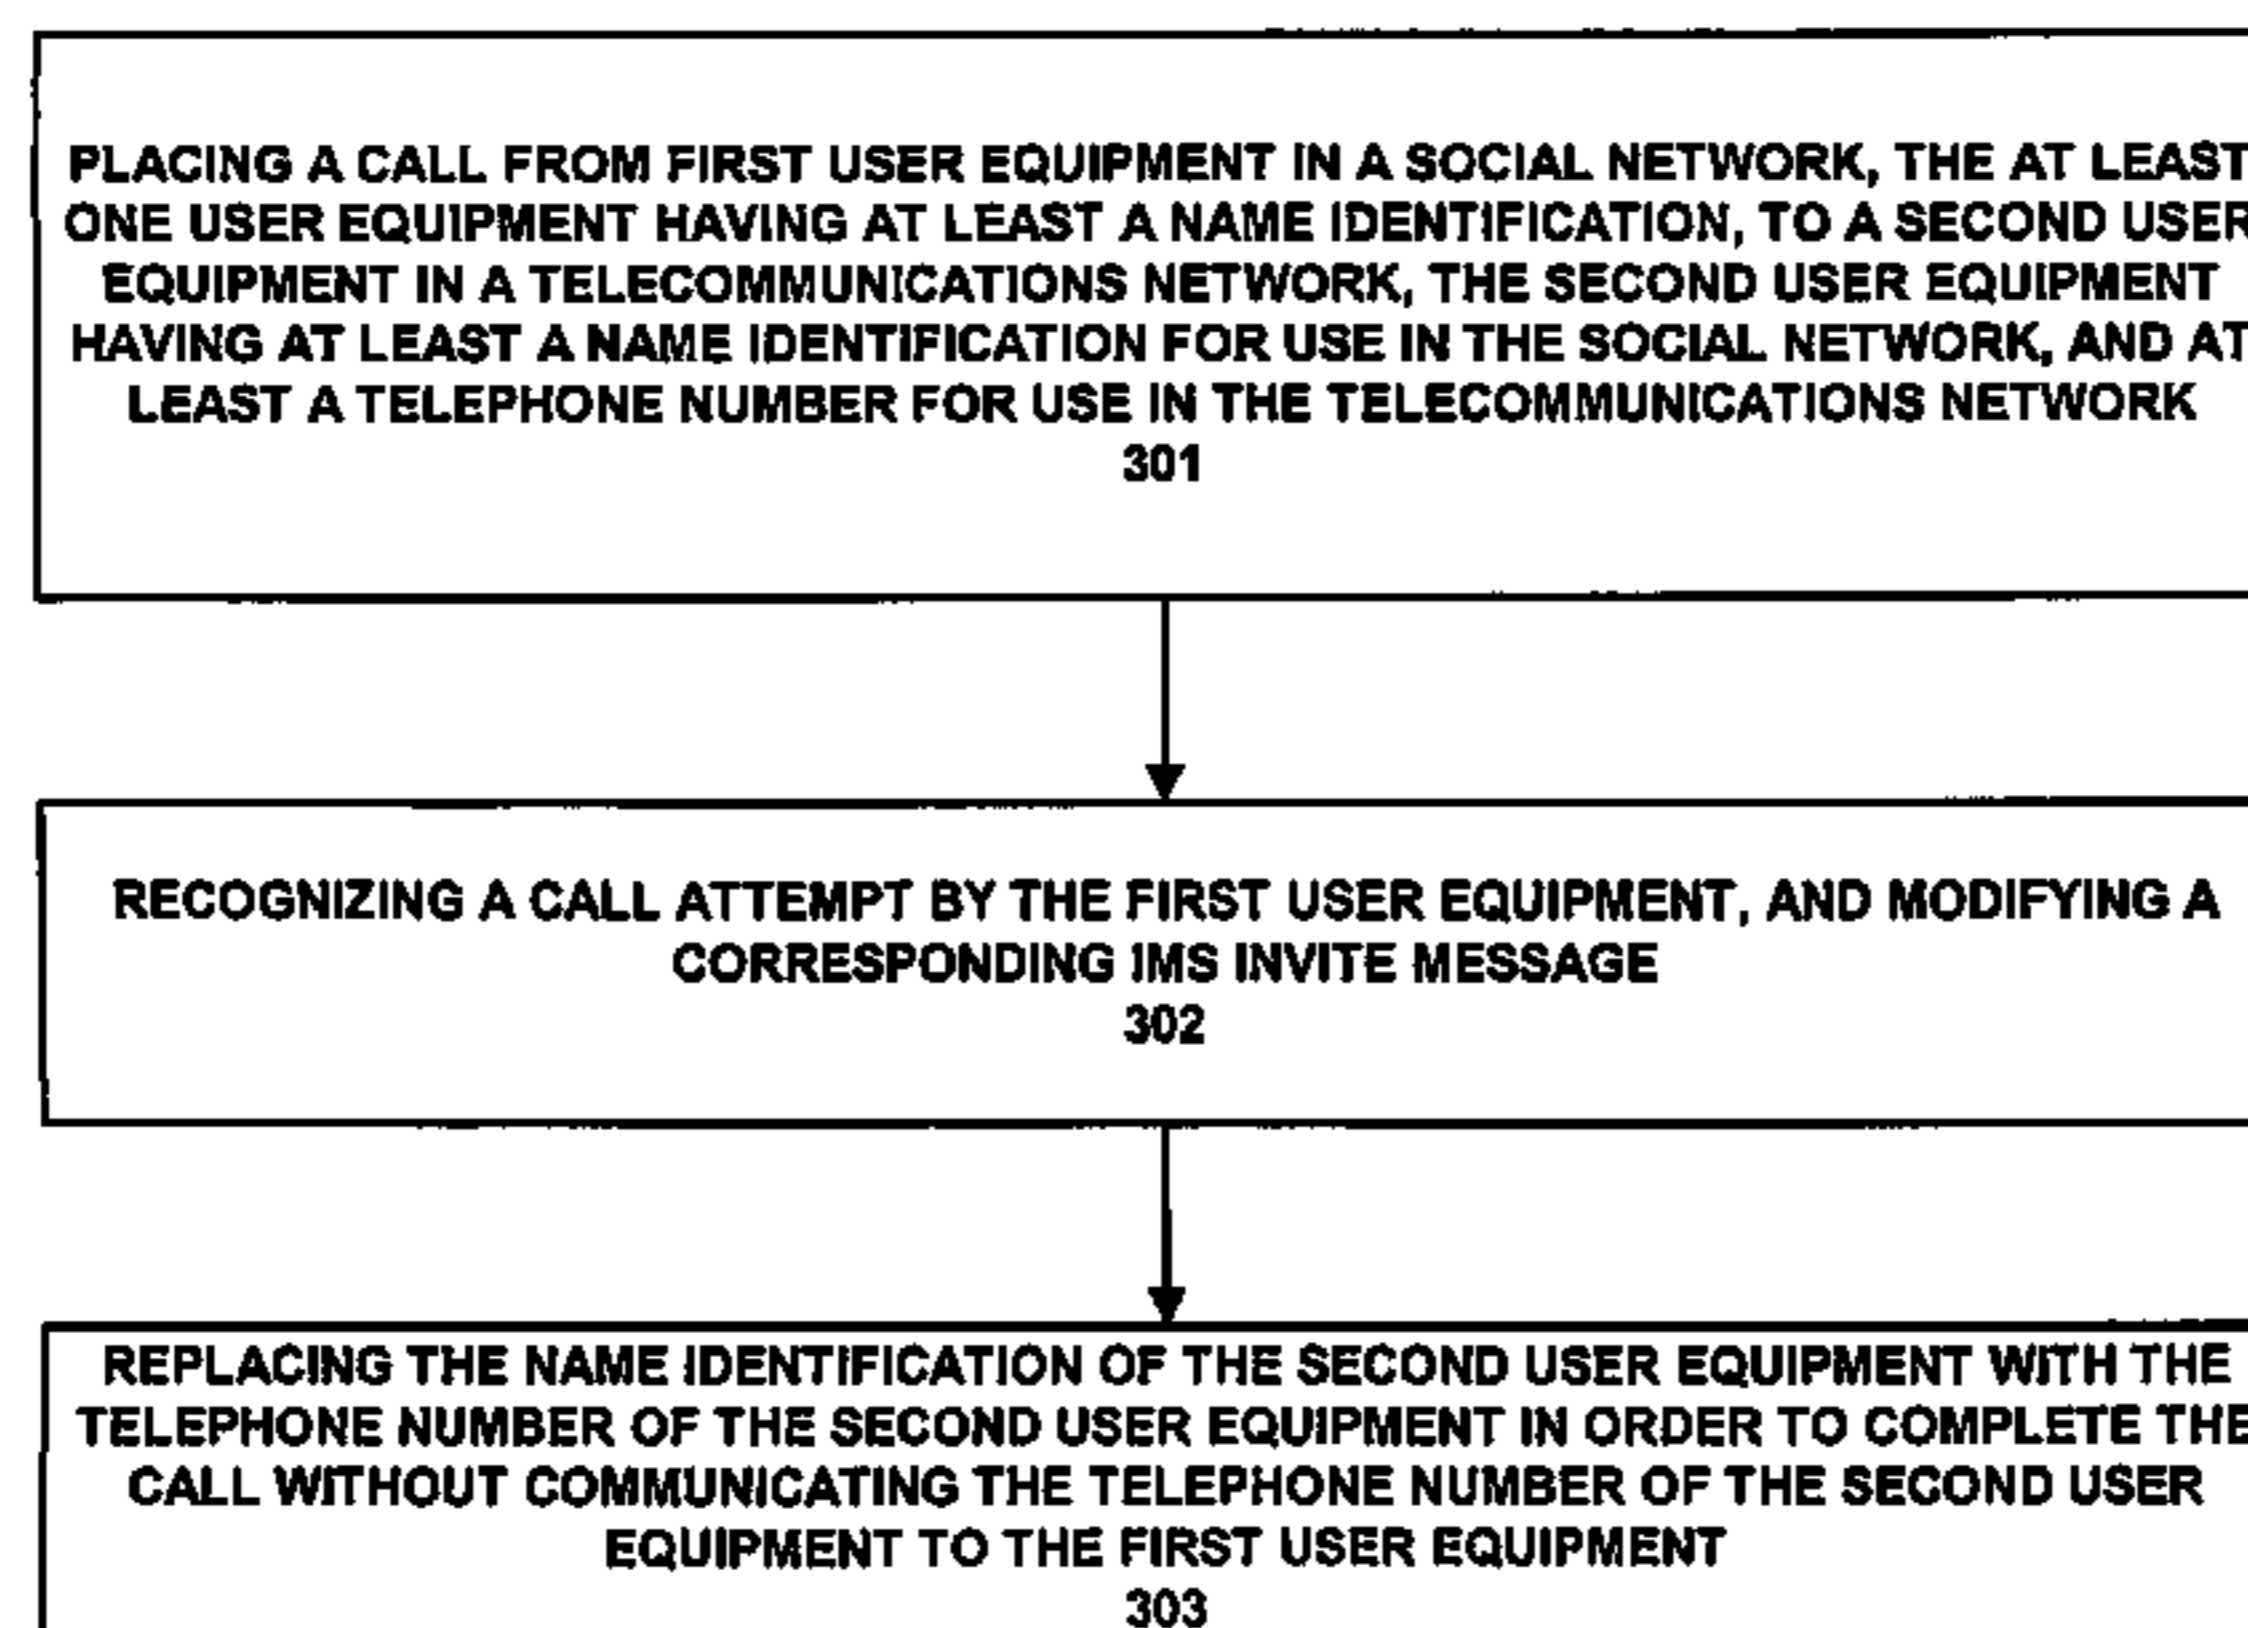 PLACING A CALL FROM FIRST USER EQUIPMENT IN A SOCIAL NETWORK, THE AT LEAST
ONE USER EQUIPMENT HAVING AT LEAST A NAME IDENTIFICATION, TO A SECOND USER
EQUIPMENT IN A TELECOMMUNICATIONS NETWORK, THE SECOND USER EQUIPMENT
HAVING AT LEAST A NAME IDENTIFICATION FOR USE IN THE SOCIAL NETWORK, AND AT
LEAST A TELEPHONE NUMBER FOR USE IN THE TELECOMMUNICATIONS NETWORK
301
RECOGNIZING A CALL ATTEMPT BY THE FIRST USER EQUIPMENT, AND MODIFYING A
CORRESPONDING IMS INVITE MESSAGE
302
REPLACING THE NAME IDENTIFICATION OF THE SECOND USER EQUIPMENT WITH THE
TELEPHONE NUMBER OF THE SECOND USER EQUIPMENT IN ORDER TO COMPLETE THE
CALL WITHOUT COMMUNICATING THE TELEPHONE NUMBER OF THE SECOND USER
EQUIPMENT TO THE FIRST USER EQUIPMENT
303